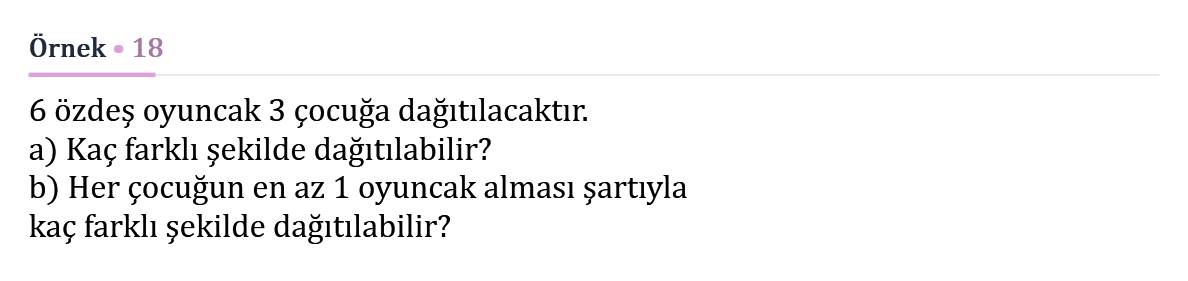 Örnek • 18
6 özdeş oyuncak 3 çocuğa dağıtılacaktır.
a) Kaç farklı şekilde dağıtılabilir?
b) Her çocuğun en az 1 oyuncak alması şartıyla
kaç farklı şekilde dağıtılabilir?